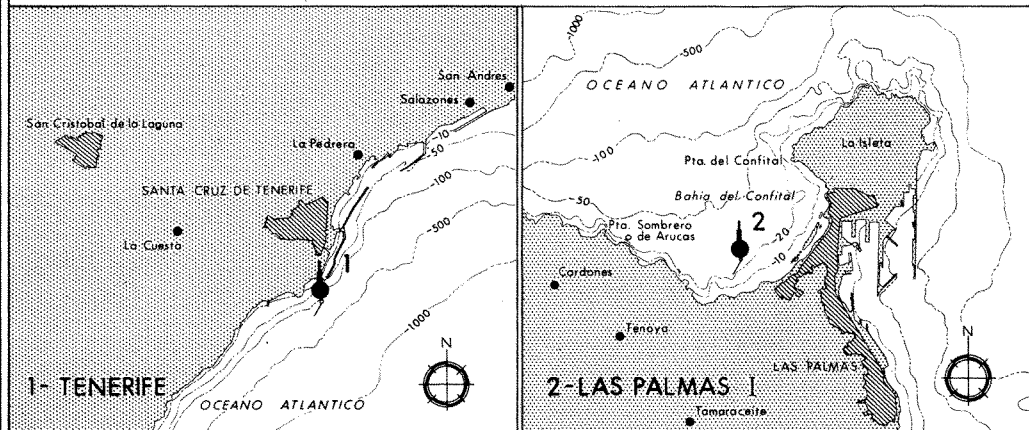 San Andres
Salazones
-10
-50
San Cristobal de la Laguna
La Pedrera
-100
SANTA CRUZ DE TENERIFE
-500
La Cuesta
1
-1000
N
1- TENERIFE
OCEANO ATLANTICO
-1000
-500
OCEANO ATLANTICO
La Isleta
-100
Pta. del Confital
Bahia del Confital
-50
Pta. Sombrero
de Arucas
2
-20
-10
Cardones
Tenoya
N
LAS PALMAS
2-LAS PALMAS I
Tamaraceite